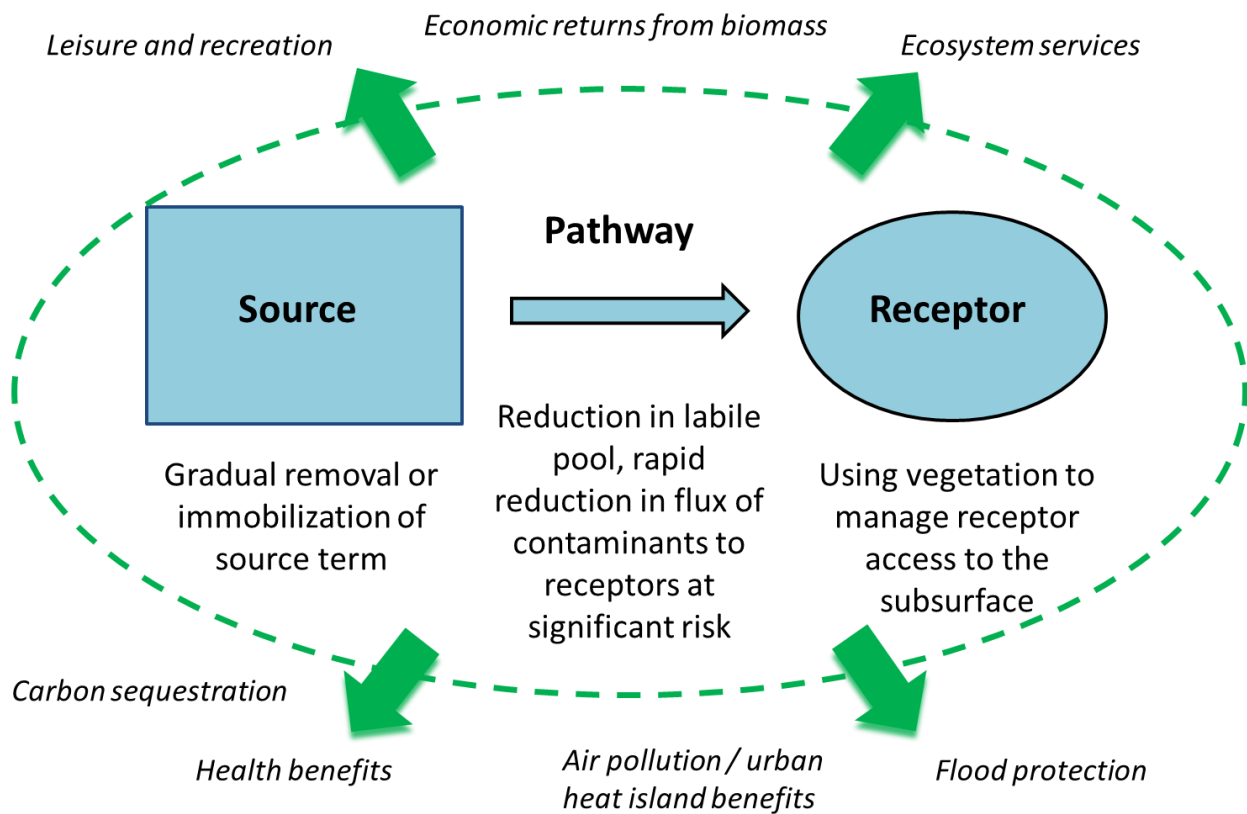 Leisure and recreation
Economic returns from biomass
Ecosystem services
Pathway
Source
Receptor
Gradual removal or
immobilization of
source term
Reduction in labile
pool, rapid
reduction in flux of
contaminants to
receptors at
significant risk
Using vegetation to
manage receptor
access to the
subsurface
Carbon sequestration
Health benefits
Air pollution / urban
heat island benefits
Flood protection